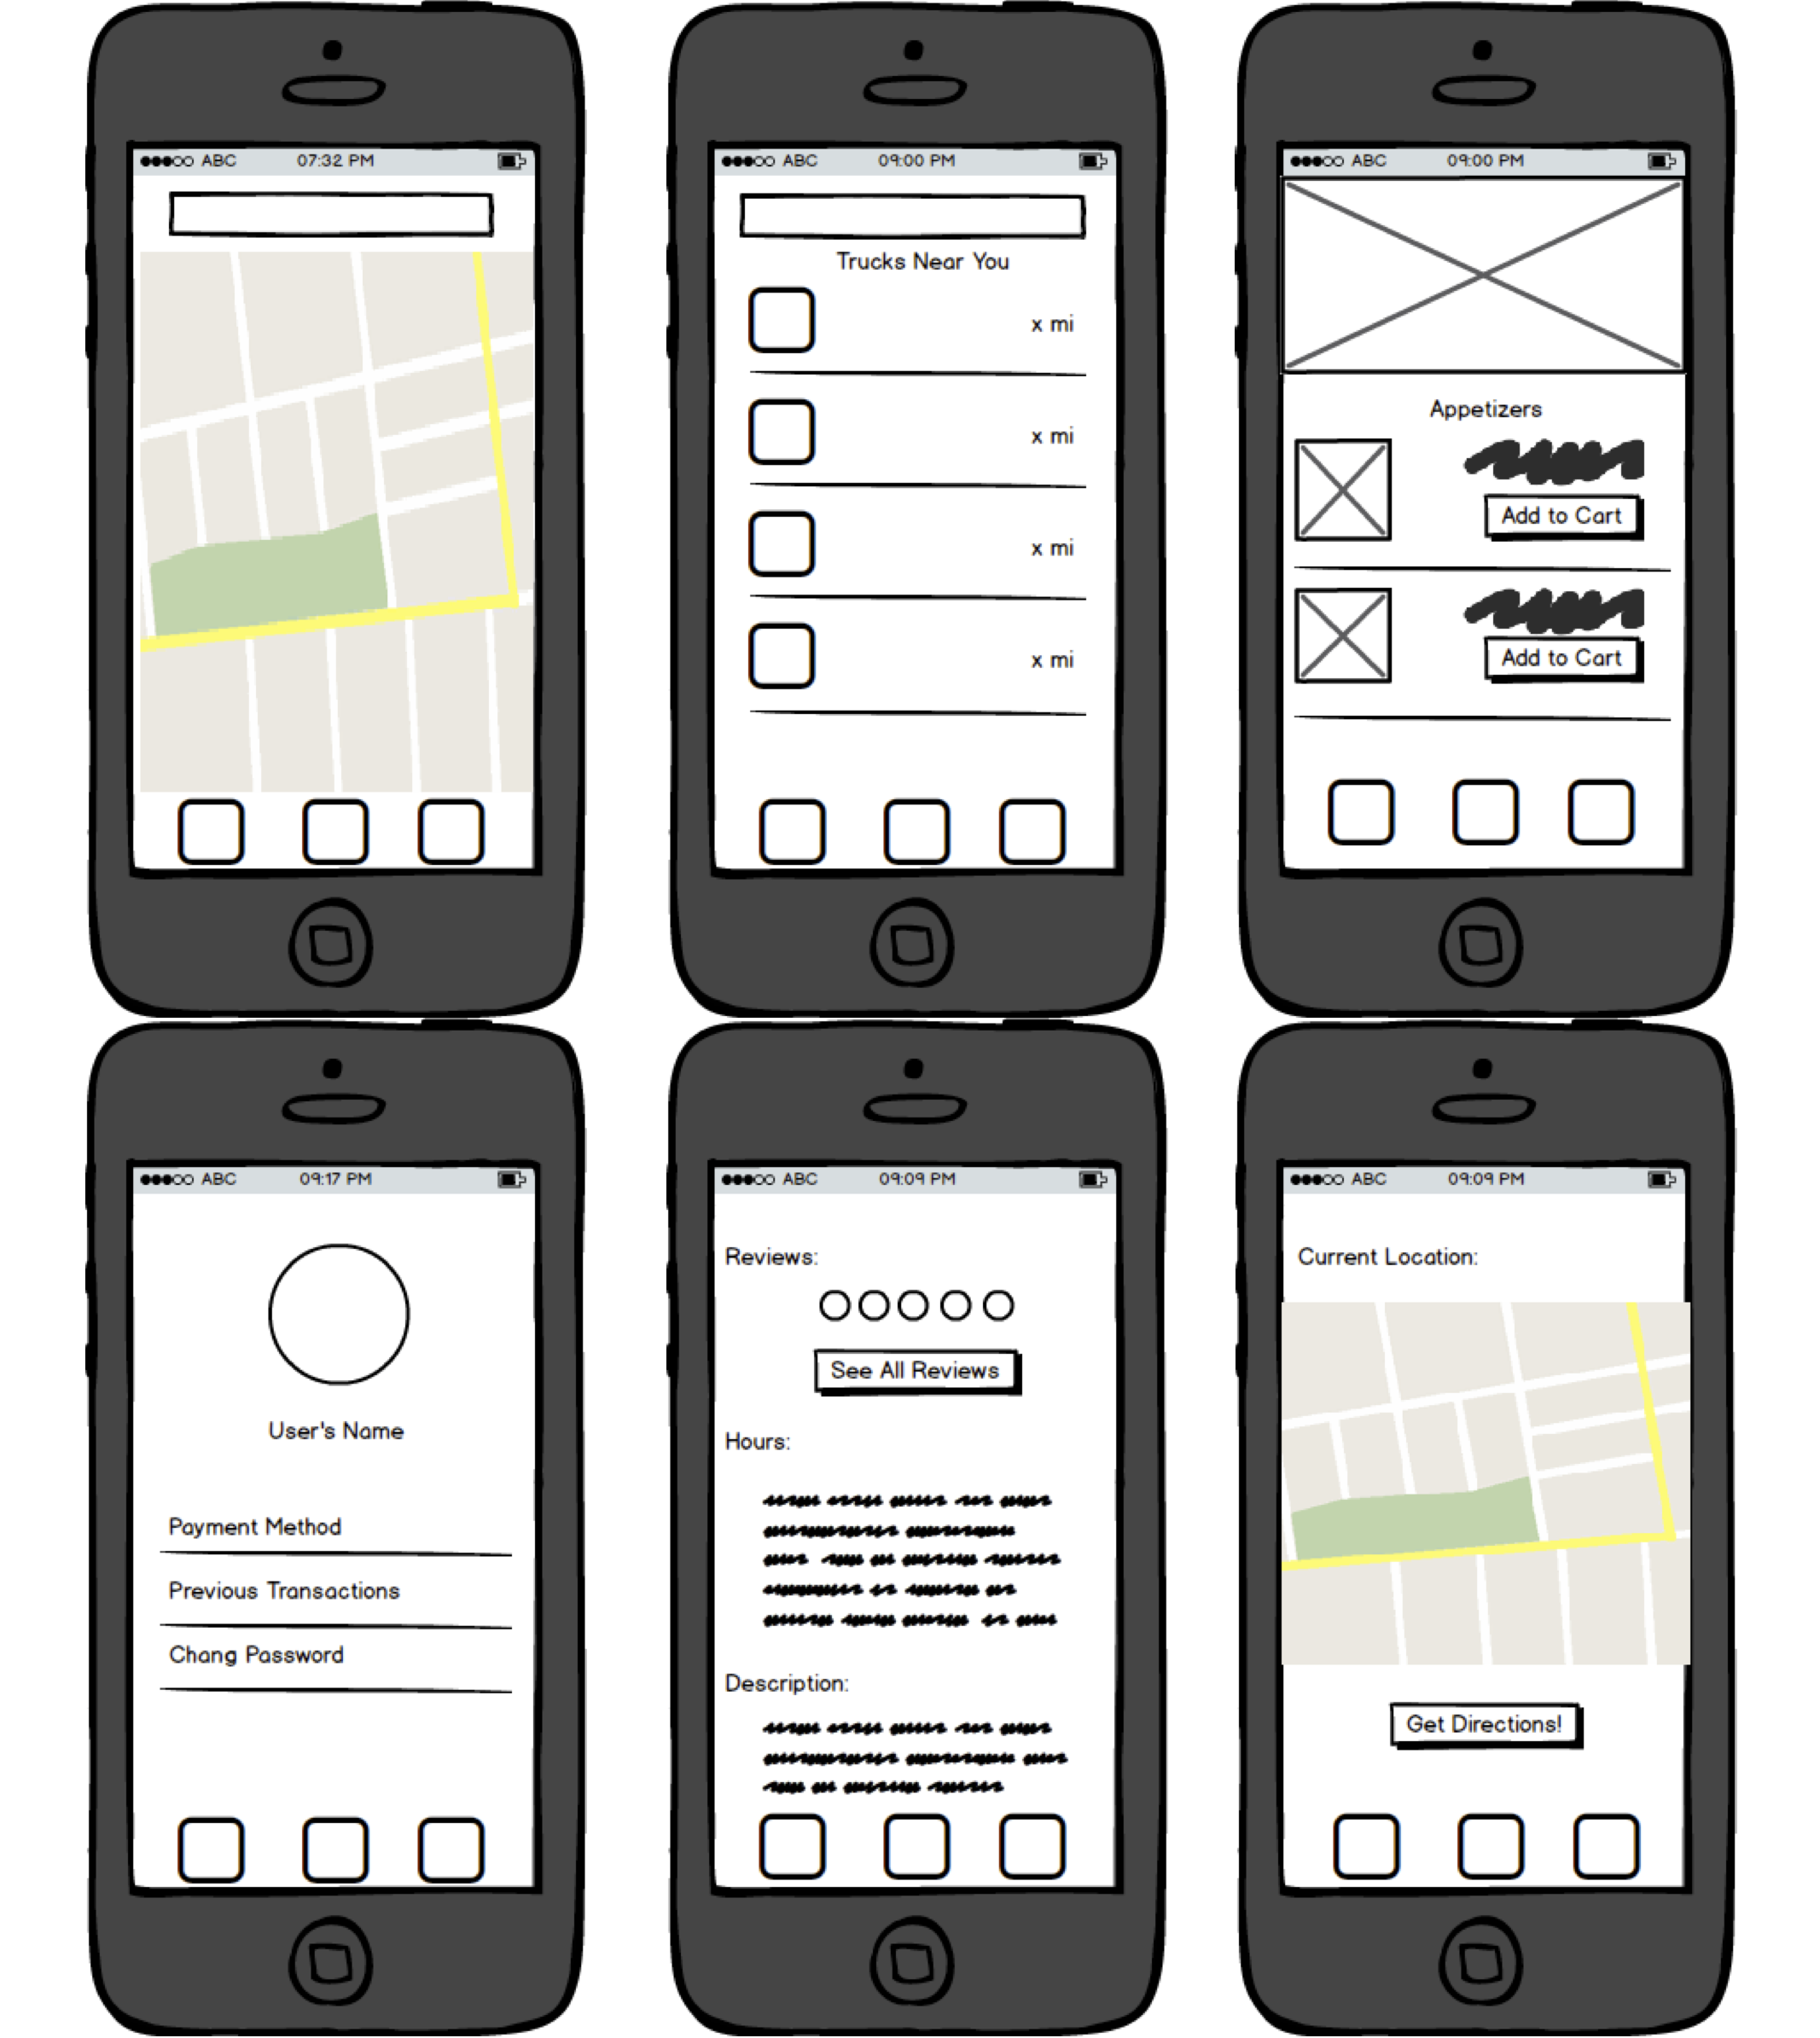 ABC 07:32 PM
ABC 09:00 PM
Trucks Near You
x mi
x mi
x mi
x mi
ABC 09:00 PM
Appetizers
Add to Cart
Add to Cart
ABC 09:17 PM
User's Name
Payment Method
Previous Transactions
Chang Password
ABC 09:09 PM
Reviews:
See All Reviews
Hours:
Description:
ABC 09:09 PM
Current Location:
Get Directions!